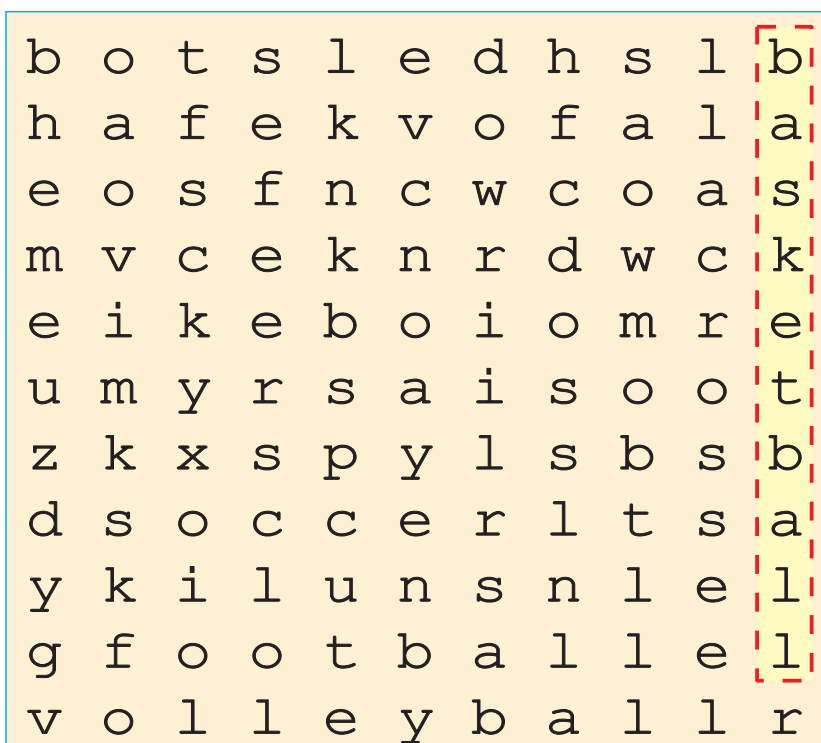 b o t s l e d h s l b
h a f e k v o f a l a
e o s f n c w c o a s
m v c e k n r d w c k
e i k e b o i o m r e
u m y r s a i s o o t
z k x s p y l s b s b
d s o c c e r l t s a
y k i l u n s n l e l
g f o o t b a l l e l
v o l l e y b a l l r